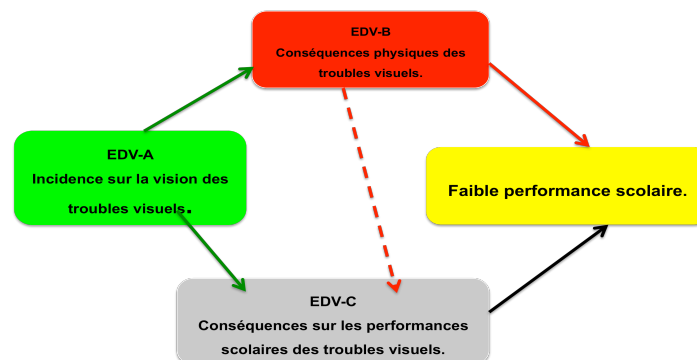 EDV-B
Conséquences physiques des
troubles visuels.
EDV-A
Incidence sur la vision des
troubles visuels.
Faible performance scolaire.
EDV-C
Conséquences sur les performances
scolaires des troubles visuels.